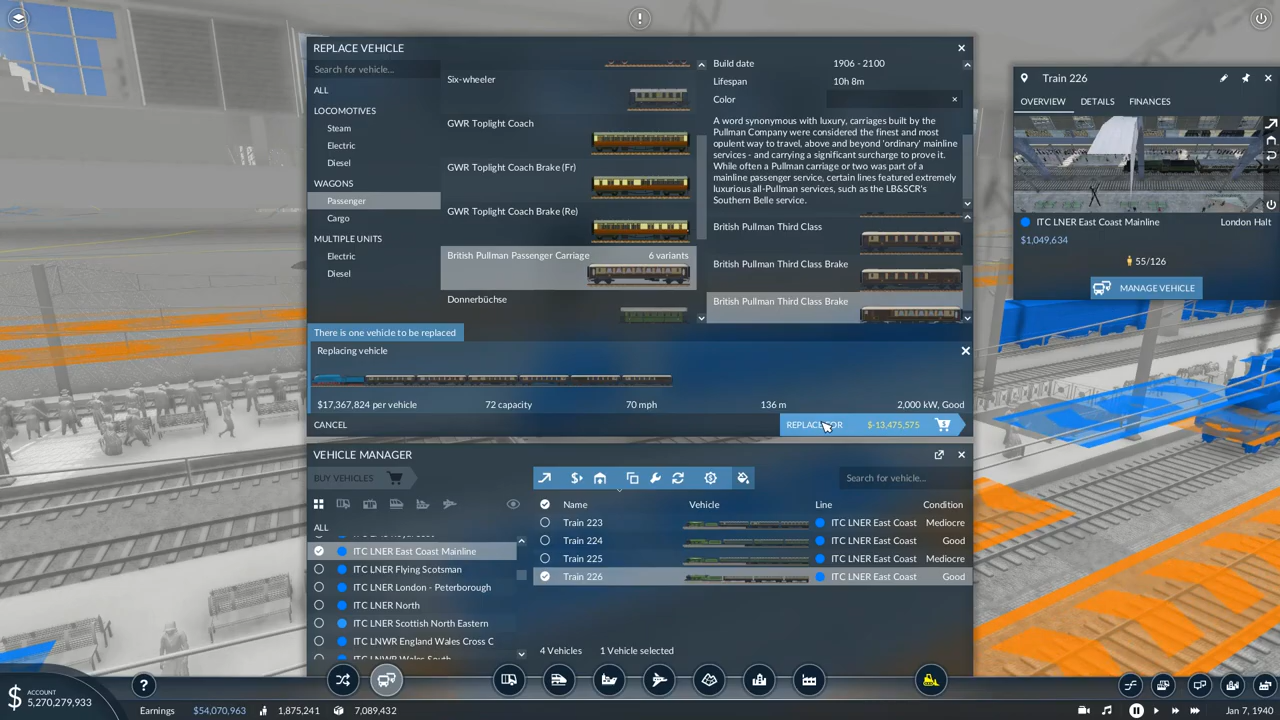 REPLACE VEHICLE
Search for vehicle...
ALL
LOCOMOTIVES
Steam
Electric
Diesel
WAGONS
Passenger
Cargo
MULTIPLE UNITS
Electric
Diesel
Six-wheeler
GWR Toplight Coach
GWR Toplight Coach Brake (Fr)
GWR Toplight Coach Brake (Re)
British Pullman Passenger Carriage 6 variants
Donnerbüchse
Build date 1906 - 2100
Lifespan 10h 8m
Color
A word synonymous with luxury, carriages built by the
Pullman Company were considered the finest and most
opulent way to travel, above and beyond 'ordinary' mainline
services - and carrying a significant surcharge to prove it.
While often a Pullman carriage or two was part of a
mainline passenger service, certain lines featured extremely
luxurious all-Pullman services, such as the LB&SCR's
Southern Belle service.
British Pullman Third Class
British Pullman Third Class Brake
British Pullman Third Class Brake
There is one vehicle to be replaced
Replacing vehicle
$17,367,824 per vehicle 72 capacity 70 mph 136 m 2,000 kW, Good
CANCEL
REPLACE FOR $-13,475,575
VEHICLE MANAGER
BUY VEHICLES
Search for vehicle...
ALL
ITC LNER East Coast Mainline
ITC LNER Flying Scotsman
ITC LNER London - Peterborough
ITC LNER North
ITC LNER Scottish North Eastern
ITC LNWR England Wales Cross C
ITC LNWR Wales South
Name Vehicle Line Condition
Train 223 ITC LNER East Coast Mediocre
Train 224 ITC LNER East Coast Good
Train 225 ITC LNER East Coast Mediocre
Train 226 ITC LNER East Coast Good
4 Vehicles 1 Vehicle selected
Train 226
OVERVIEW DETAILS FINANCES
ITC LNER East Coast Mainline London Halt
$1,049,634
55/126
MANAGE VEHICLE
$ ACCOUNT
5,270,279,933
?
Earnings $54,070,963 1,875,241 7,089,432
Jan 7, 1940